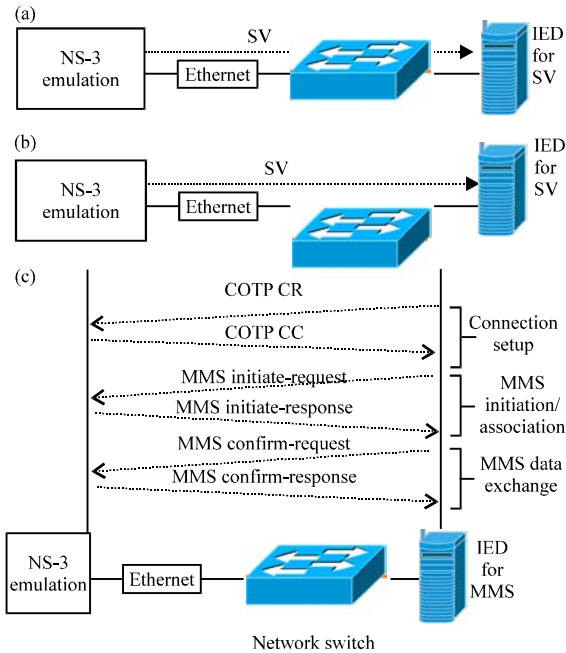 (a)
NS-3
emulation
SV
Ethernet
IED
for
SV
(b)
NS-3
emulation
SV
Ethernet
IED
for
SV
(c)
COTP CR
COTP CC
Connection
setup
MMS initiate-request
MMS initiate-response
MMS
initiation/
association
MMS confirm-request
MMS confirm-response
MMS data
exchange
NS-3
emulation
Ethernet
IED
for
MMS
Network switch